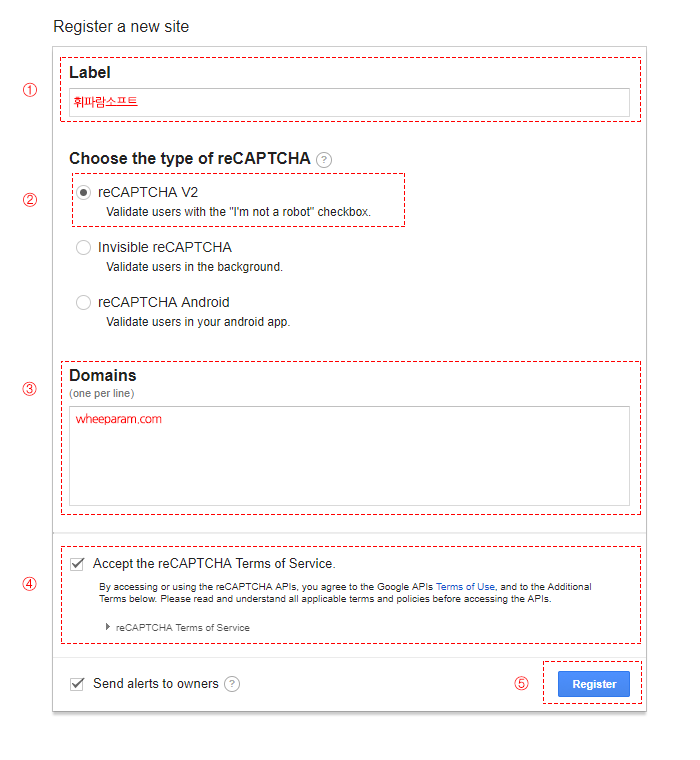 Register a new site
① Label
휘파람소프트
Choose the type of reCAPTCHA ?
② reCAPTCHA V2
Validate users with the "I'm not a robot" checkbox.
Invisible reCAPTCHA
Validate users in the background.
reCAPTCHA Android
Validate users in your android app.
③ Domains
(one per line)
wheeparam.com
④ Accept the reCAPTCHA Terms of Service.
By accessing or using the reCAPTCHA APIs, you agree to the Google APIs Terms of Use, and to the Additional
Terms below. Please read and understand all applicable terms and policies before accessing the APIs.
reCAPTCHA Terms of Service
Send alerts to owners ? ⑤ Register